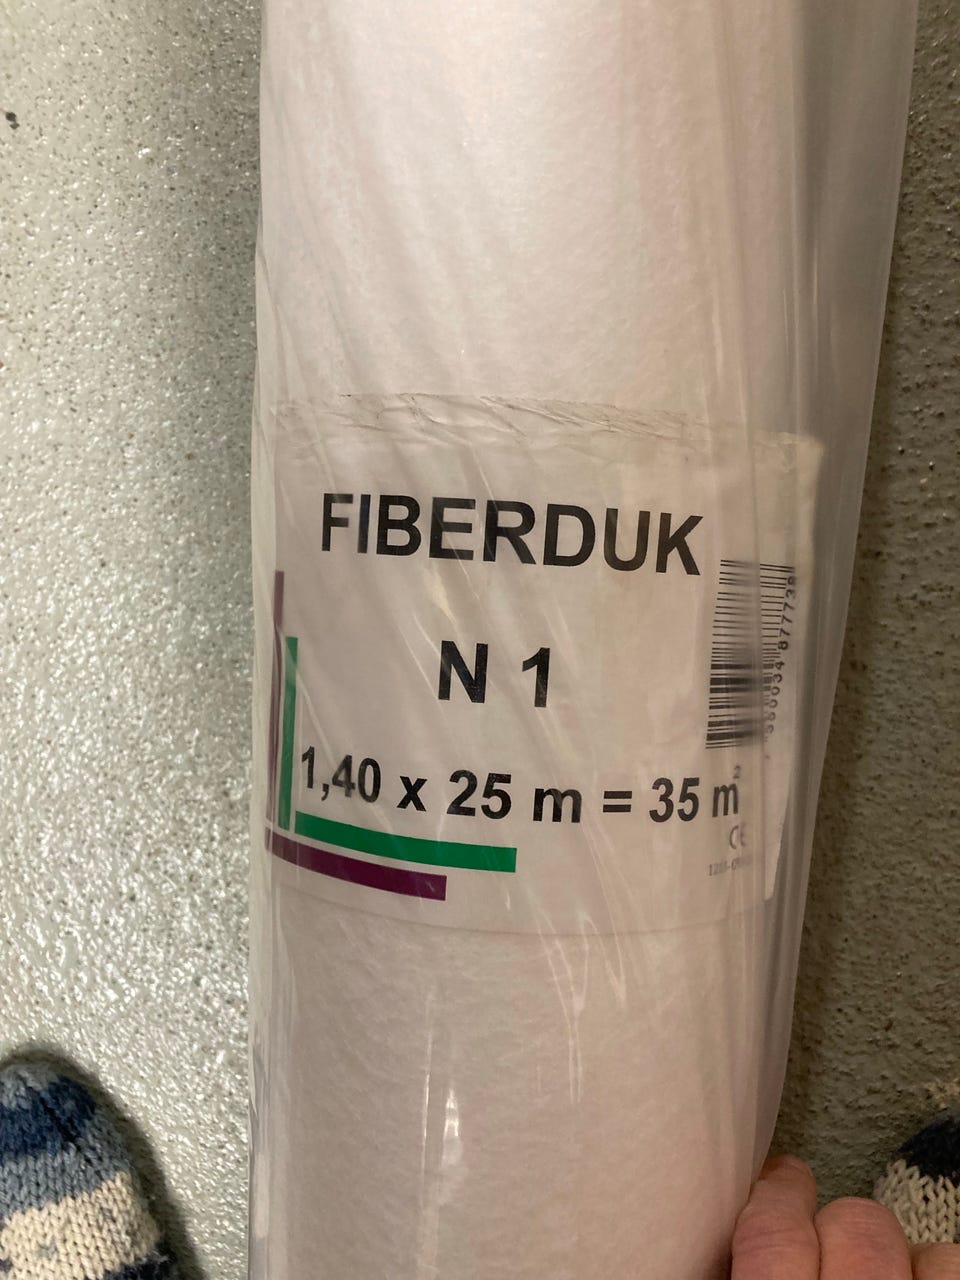 FIBERDUK
N 1
1,40 x 25 m = 35 m²
CE